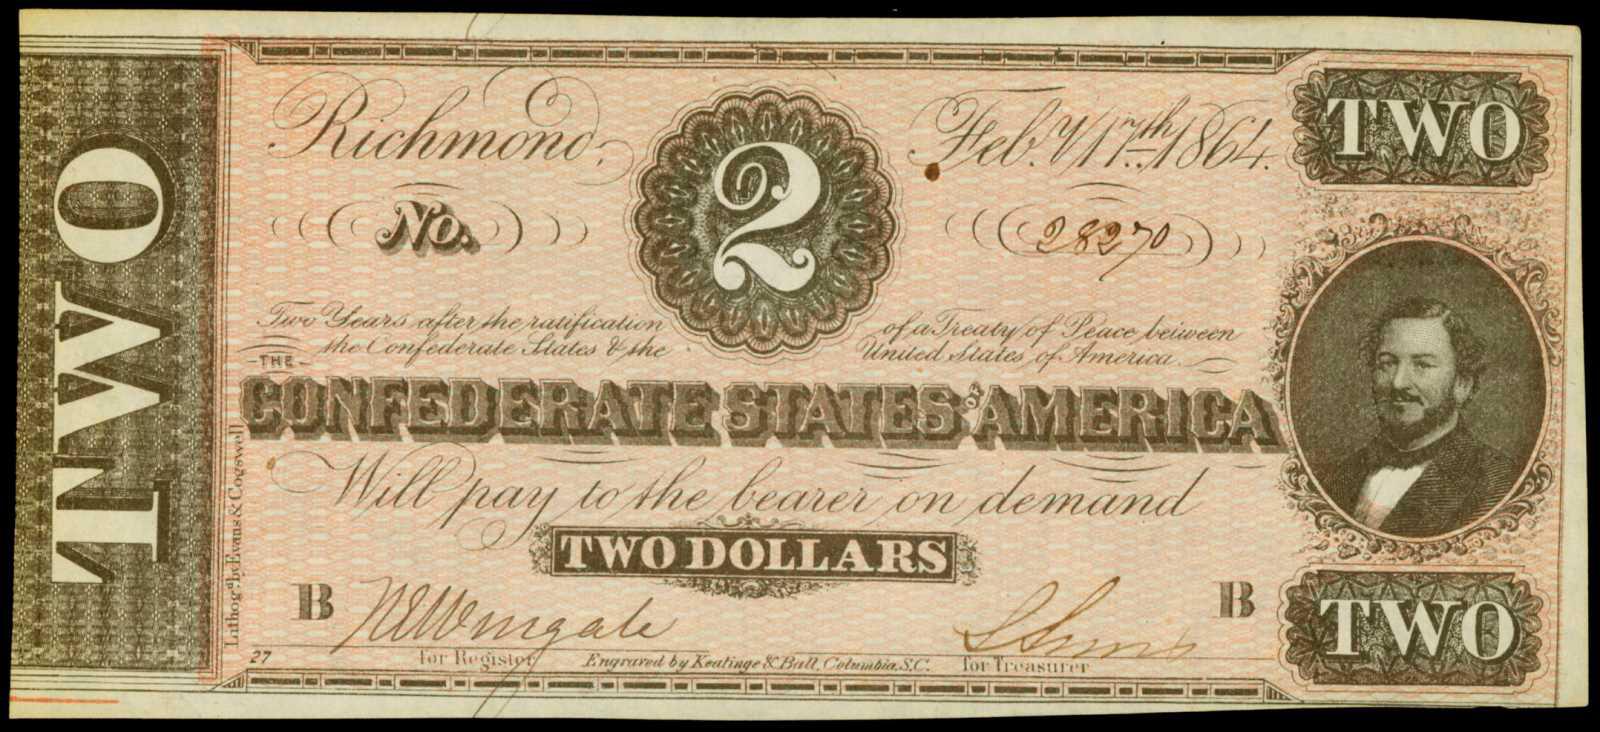 TWO
Richmond,
2
Feb.y 17th, 1864.
TWO
No.
28270
Two Years after the ratification
of a Treaty of Peace between
the Confederate States & the
United States of America.
THE
CONFEDERATE STATES OF AMERICA
Will pay to the bearer on demand
TWO DOLLARS
B
B
TWO
27
for Register
Engraved by Keatinge & Ball, Columbia, S.C.
for Treasurer
Lithog'd by Evans & Cogswell